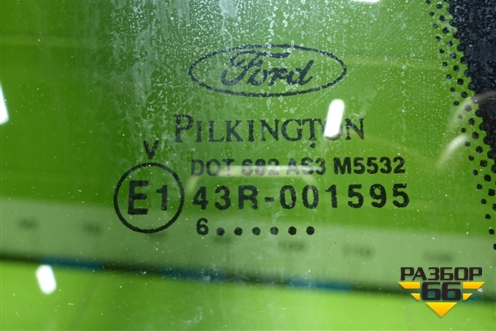 Ford
PILKINGTON
V
DOT 682 AS3 M5532
E1 43R-001595
6......
РАЗБОР
66